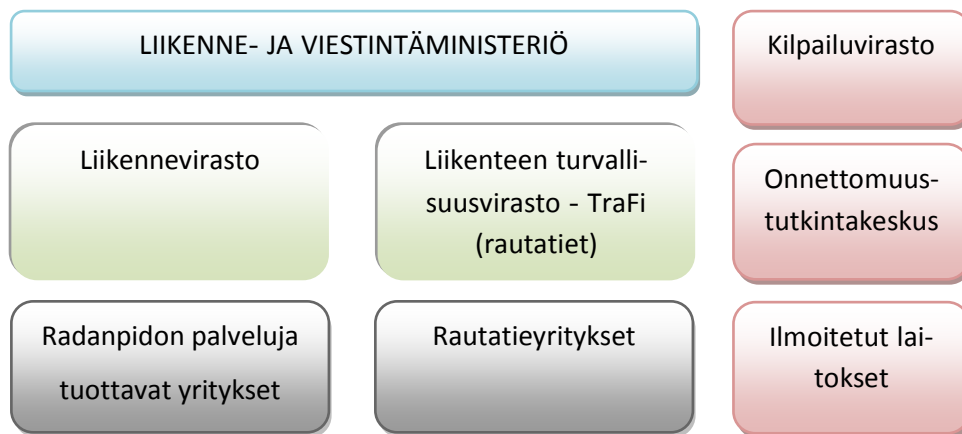 LIIKENNE- JA VIESTINTÄMINISTERIÖ
Kilpailuvirasto
Liikennevirasto
Liikenteen turvalli-
suusvirasto - TraFi
(rautatiet)
Onnettomuus-
tutkintakeskus
Radanpidon palveluja
tuottavat yritykset
Rautatieyritykset
Ilmoitetut lai-
tokset